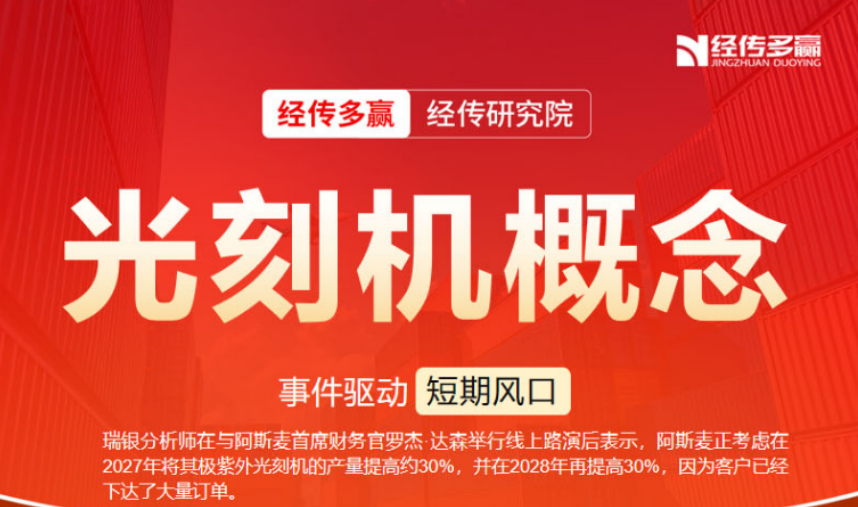 经传多赢
JINGZHUAN DUOYING
经传多赢 经传研究院
光刻机概念
事件驱动 短期风口
瑞银分析师在与阿斯麦首席财务官罗杰·达森举行线上路演后表示，阿斯麦正考虑在
2027年将其极紫外光刻机的产量提高约30%，并在2028年再提高30%，因为客户已经
下达了大量订单。